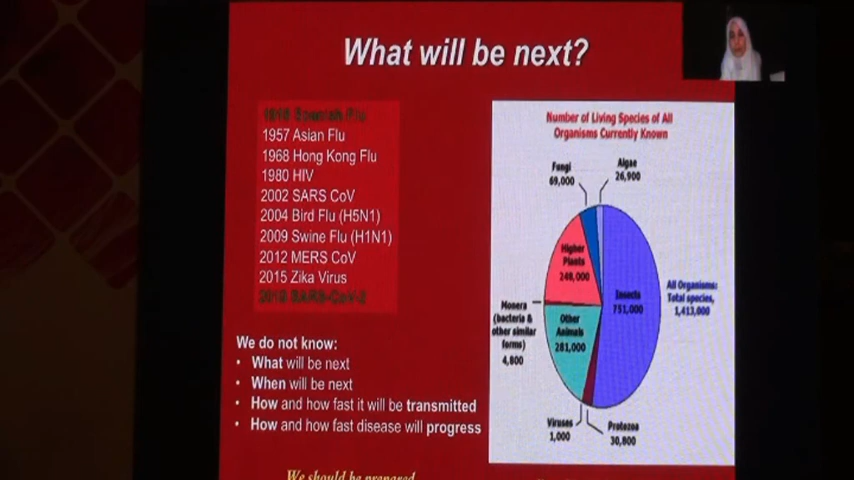 What will be next?
1918 Spanish Flu
1957 Asian Flu
1968 Hong Kong Flu
1980 HIV
2002 SARS CoV
2004 Bird Flu (H5N1)
2009 Swine Flu (H1N1)
2012 MERS CoV
2015 Zika Virus
2019 SARS-CoV-2
We do not know:
• What will be next
• When will be next
• How and how fast it will be transmitted
• How and how fast disease will progress
We should be prepared
Number of Living Species of All
Organisms Currently Known
Fungi
69,000
Algae
26,900
Higher
Plants
248,000
Insects
751,000
All Organisms:
Total species,
1,413,000
Monera
(bacteria &
other similar
forms)
4,800
Other
Animals
281,000
Viruses
1,000
Protozoa
30,800